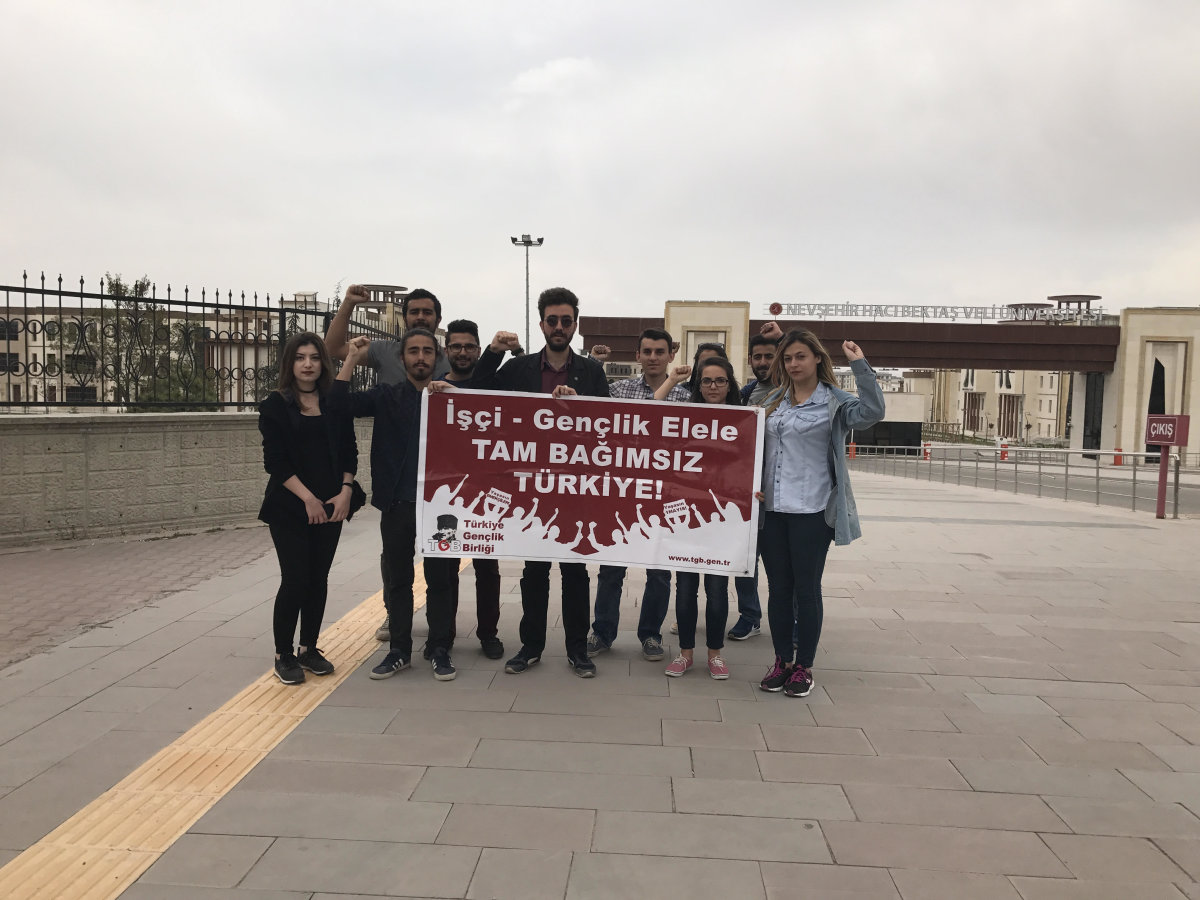 NEVŞEHİR HACI BEKTAŞ VELİ ÜNİVERSİTESİ
ÇIKIŞ
İşçi - Gençlik Elele
TAM BAĞIMSIZ
TÜRKİYE!
TGB
Türkiye
Gençlik
Birliği
www.tgb.gen.tr